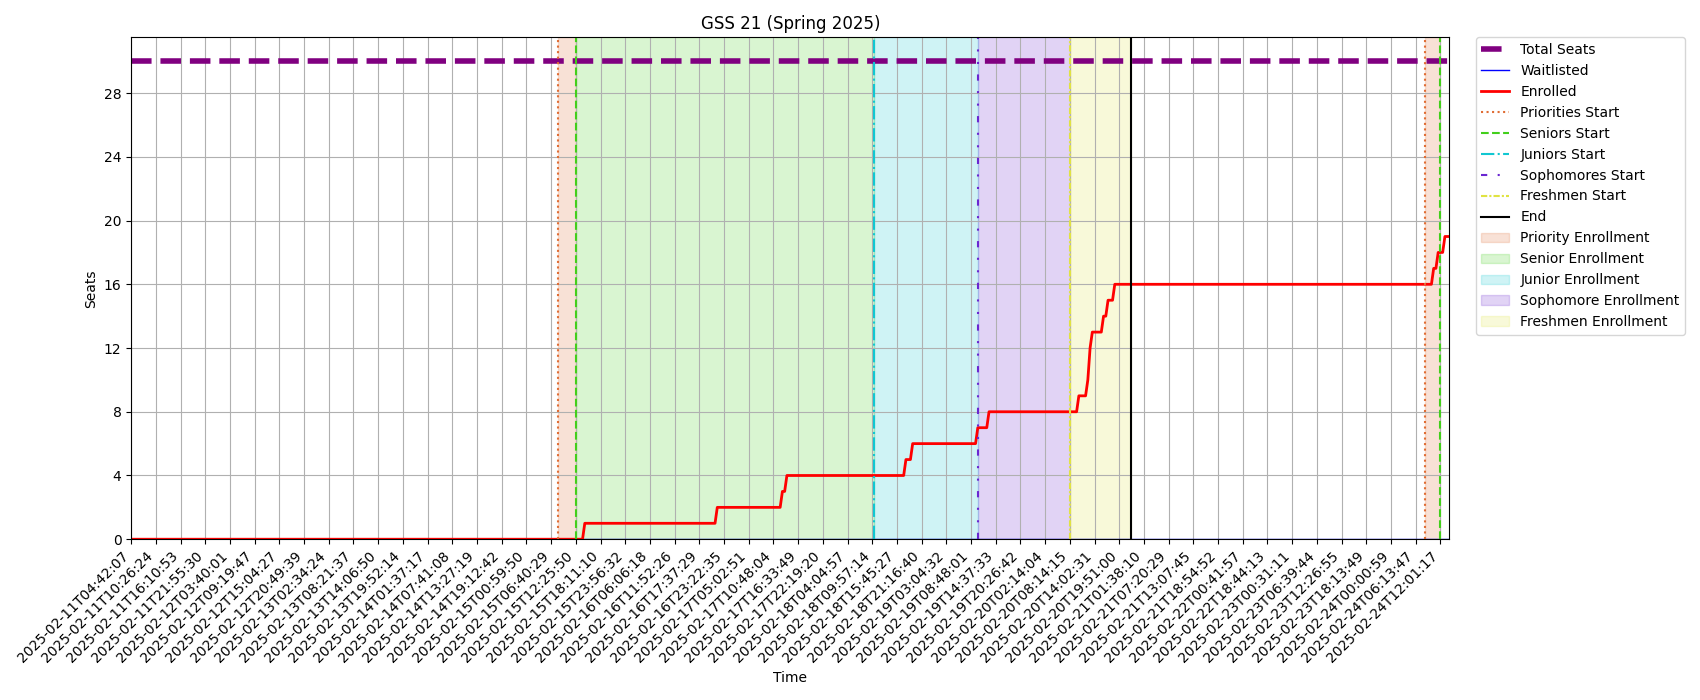 GSS 21 (Spring 2025)
Seats
28
24
20
16
12
8
4
0
2025-02-11T04:42:07
2025-02-11T10:26:24
2025-02-11T16:10:53
2025-02-11T21:55:30
2025-02-12T03:40:01
2025-02-12T09:19:47
2025-02-12T15:04:27
2025-02-12T20:49:39
2025-02-13T02:34:24
2025-02-13T08:21:37
2025-02-13T14:06:50
2025-02-13T19:52:14
2025-02-14T01:37:17
2025-02-14T07:41:08
2025-02-14T13:27:19
2025-02-14T19:12:42
2025-02-15T00:59:50
2025-02-15T06:40:29
2025-02-15T12:25:50
2025-02-15T18:11:10
2025-02-15T23:56:32
2025-02-16T06:06:18
2025-02-16T11:52:26
2025-02-16T17:37:29
2025-02-16T23:22:35
2025-02-17T05:02:51
2025-02-17T10:48:04
2025-02-17T16:33:49
2025-02-17T22:19:20
2025-02-18T04:04:57
2025-02-18T09:57:14
2025-02-18T15:45:27
2025-02-18T21:16:40
2025-02-19T03:04:32
2025-02-19T08:48:01
2025-02-19T14:37:33
2025-02-19T20:26:42
2025-02-20T02:14:04
2025-02-20T08:14:15
2025-02-20T14:02:31
2025-02-20T19:51:00
2025-02-21T01:38:10
2025-02-21T07:20:29
2025-02-21T13:07:45
2025-02-21T18:54:52
2025-02-22T00:41:57
2025-02-22T18:44:13
2025-02-23T00:31:11
2025-02-23T06:39:44
2025-02-23T12:26:55
2025-02-23T18:13:49
2025-02-24T00:00:59
2025-02-24T06:13:47
2025-02-24T12:01:17
Time
Total Seats
Waitlisted
Enrolled
Priorities Start
Seniors Start
Juniors Start
Sophomores Start
Freshmen Start
End
Priority Enrollment
Senior Enrollment
Junior Enrollment
Sophomore Enrollment
Freshmen Enrollment